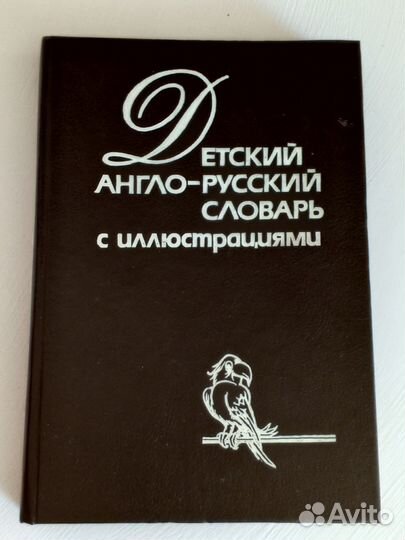 Детский
англо-русский
словарь
с иллюстрациями
Avito